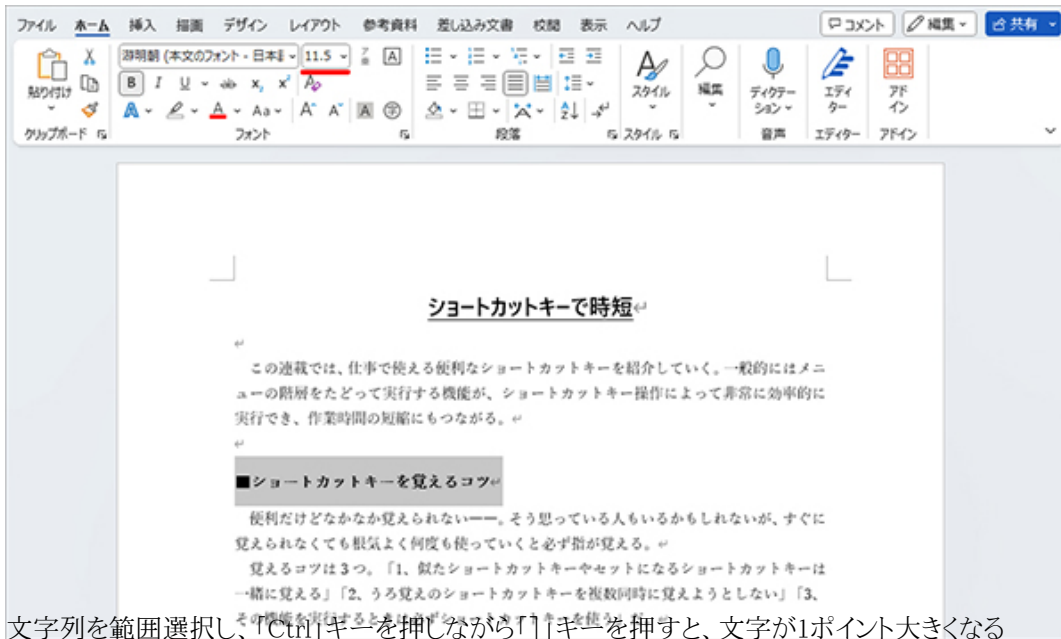 ファイル ホーム 挿入 描画 デザイン レイアウト 参考資料 差し込み文書 校閲 表示 ヘルプ コメント 編集 共有
游明朝 (本文のフォント - 日本語 11.5
貼り付け B I U ab x₂ x² A スタイル 編集 ディクテーション エディター アドイン
A A Aa A A A 字
クリップボード フォント 段落 スタイル 音声 エディター アドイン
ショートカットキーで時短
この連載では、仕事で使える便利なショートカットキーを紹介していく。一般的にはメニ
ューの階層をたどって実行する機能が、ショートカットキー操作によって非常に効率的に
実行でき、作業時間の短縮にもつながる。
■ショートカットキーを覚えるコツ
便利だけどなかなか覚えられない――。そう思っている人もいるかもしれないが、すぐに
覚えられなくても根気よく何度も使っていくと必ず指が覚える。
覚えるコツは3つ。「1、似たショートカットキーやセットになるショートカットキーは
一緒に覚える」「2、うろ覚えのショートカットキーを複数同時に覚えようとしない」「3、
文字列を範囲選択し、「Ctrl」キーを押しながら「]」キーを押すと、文字が1ポイント大きくなる